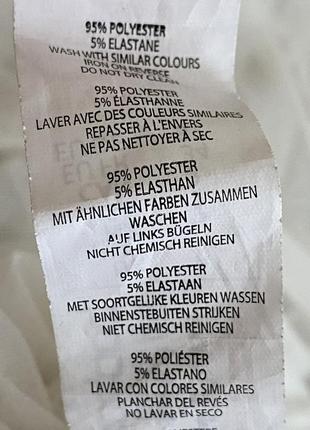 95% POLYESTER
5% ELASTANE
WASH WITH SIMILAR COLOURS
IRON ON REVERSE
DO NOT DRY CLEAN
95% POLYESTER
5% ÉLASTHANNE
LAVER AVEC DES COULEURS SIMILAIRES
REPASSER À L'ENVERS
NE PAS NETTOYER À SEC
95% POLYESTER
5% ELASTHAN
MIT ÄHNLICHEN FARBEN ZUSAMMEN
WASCHEN
AUF LINKS BÜGELN
NICHT CHEMISCH REINIGEN
95% POLYESTER
5% ELASTAAN
MET SOORTGELIJKE KLEUREN WASSEN
BINNENSTEBUITEN STRIJKEN
NIET CHEMISCH REINIGEN
95% POLIÉSTER
5% ELASTANO
LAVAR CON COLORES SIMILARES
PLANCHAR DEL REVÉS
NO LAVAR EN SECO